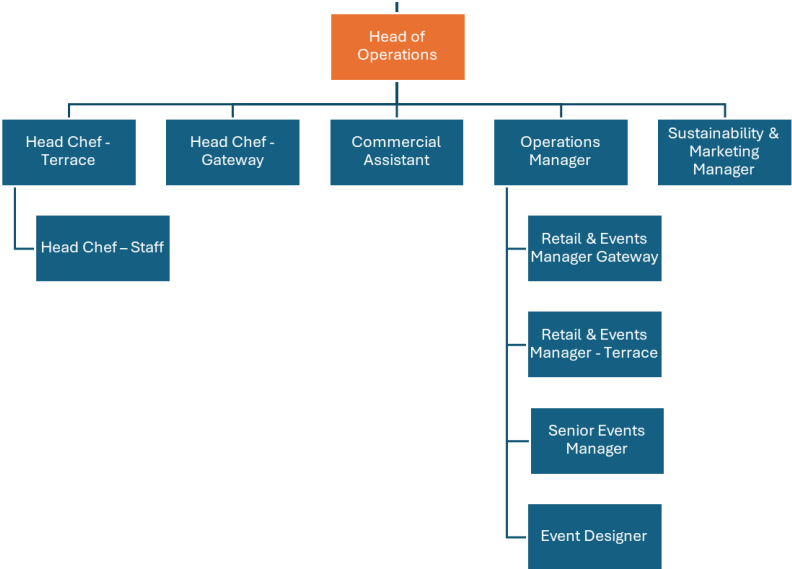 Head of
Operations
Head Chef -
Terrace
Head Chef -
Gateway
Commercial
Assistant
Operations
Manager
Sustainability &
Marketing
Manager
Head Chef – Staff
Retail & Events
Manager Gateway
Retail & Events
Manager - Terrace
Senior Events
Manager
Event Designer